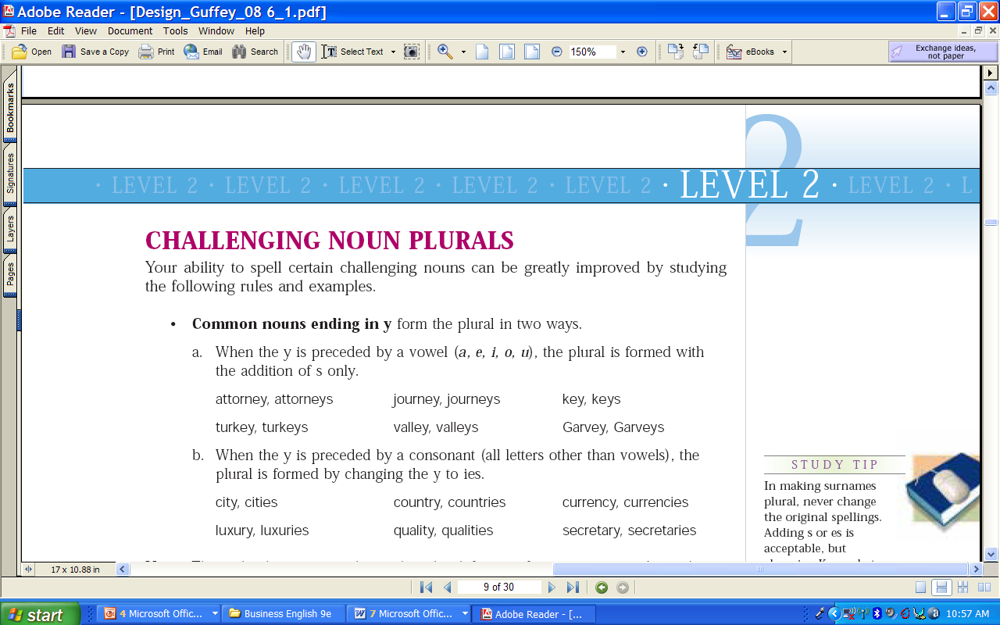 Adobe Reader - [Design_Guffey_08 6_1.pdf]
File Edit View Document Tools Window Help
Open Save a Copy Print Email Search Select Text 150% eBooks Exchange ideas,
not paper
Bookmarks
Signatures
Layers
Pages
2
· LEVEL 2 · LEVEL 2 · LEVEL 2 · LEVEL 2 · LEVEL 2 · LEVEL 2 · LEVEL 2 · L
CHALLENGING NOUN PLURALS
Your ability to spell certain challenging nouns can be greatly improved by studying
the following rules and examples.
• Common nouns ending in y form the plural in two ways.
a. When the y is preceded by a vowel (a, e, i, o, u), the plural is formed with
the addition of s only.
attorney, attorneys journey, journeys key, keys
turkey, turkeys valley, valleys Garvey, Garveys
b. When the y is preceded by a consonant (all letters other than vowels), the
plural is formed by changing the y to ies.
city, cities country, countries currency, currencies
luxury, luxuries quality, qualities secretary, secretaries
STUDY TIP
In making surnames
plural, never change
the original spellings.
Adding s or es is
acceptable, but
17 x 10.88 in
9 of 30
start 4 Microsoft Offic... Business English 9e 7 Microsoft Offic... Adobe Reader - [... 10:57 AM